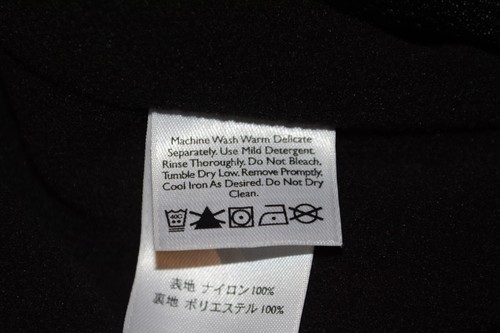 Machine Wash Warm Delicate
Separately. Use Mild Detergent.
Rinse Thoroughly. Do Not Bleach.
Tumble Dry Low. Remove Promptly.
Cool Iron As Desired. Do Not Dry
Clean.
40C
表地 ナイロン100%
裏地 ポリエステル100%